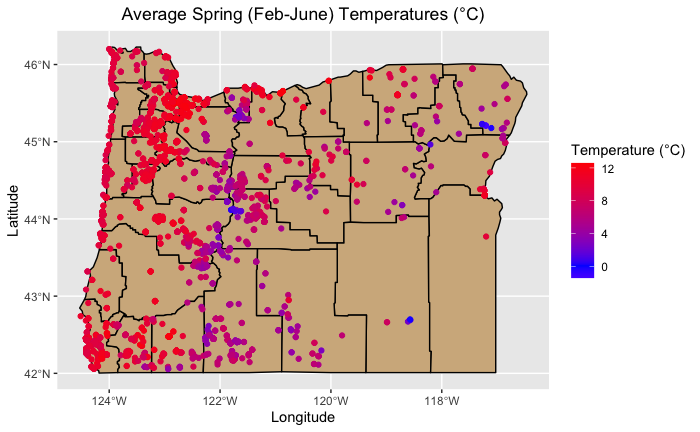 Average Spring (Feb-June) Temperatures (°C)
46°N
45°N
44°N
43°N
42°N
Latitude
124°W 122°W 120°W 118°W
Longitude
Temperature (°C)
12
8
4
0